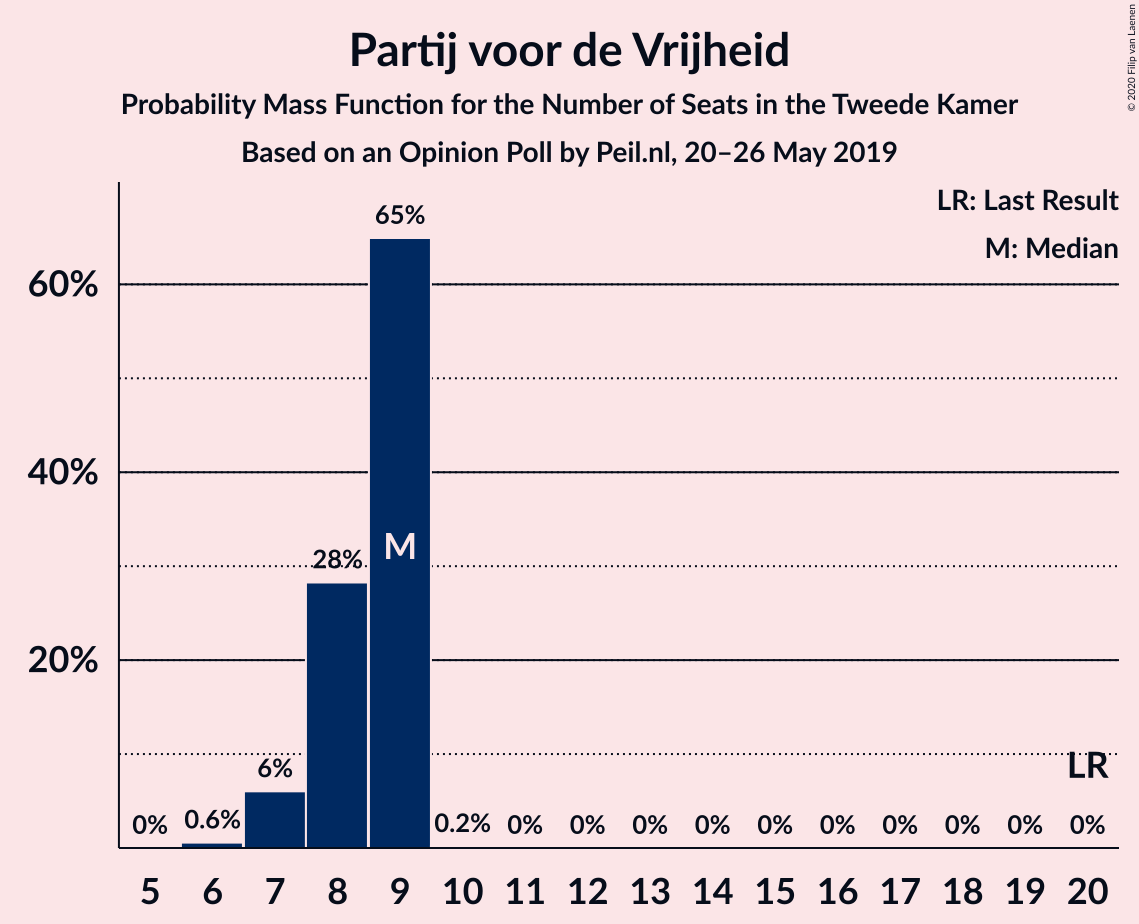 Partij voor de Vrijheid
Probability Mass Function for the Number of Seats in the Tweede Kamer
Based on an Opinion Poll by Peil.nl, 20–26 May 2019
© 2020 Filip van Laenen
LR: Last Result
M: Median
65%
60%
40%
M
28%
20%
6%
LR
0% 0.6% 0.2% 0% 0% 0% 0% 0% 0% 0% 0% 0% 0%
5 6 7 8 9 10 11 12 13 14 15 16 17 18 19 20